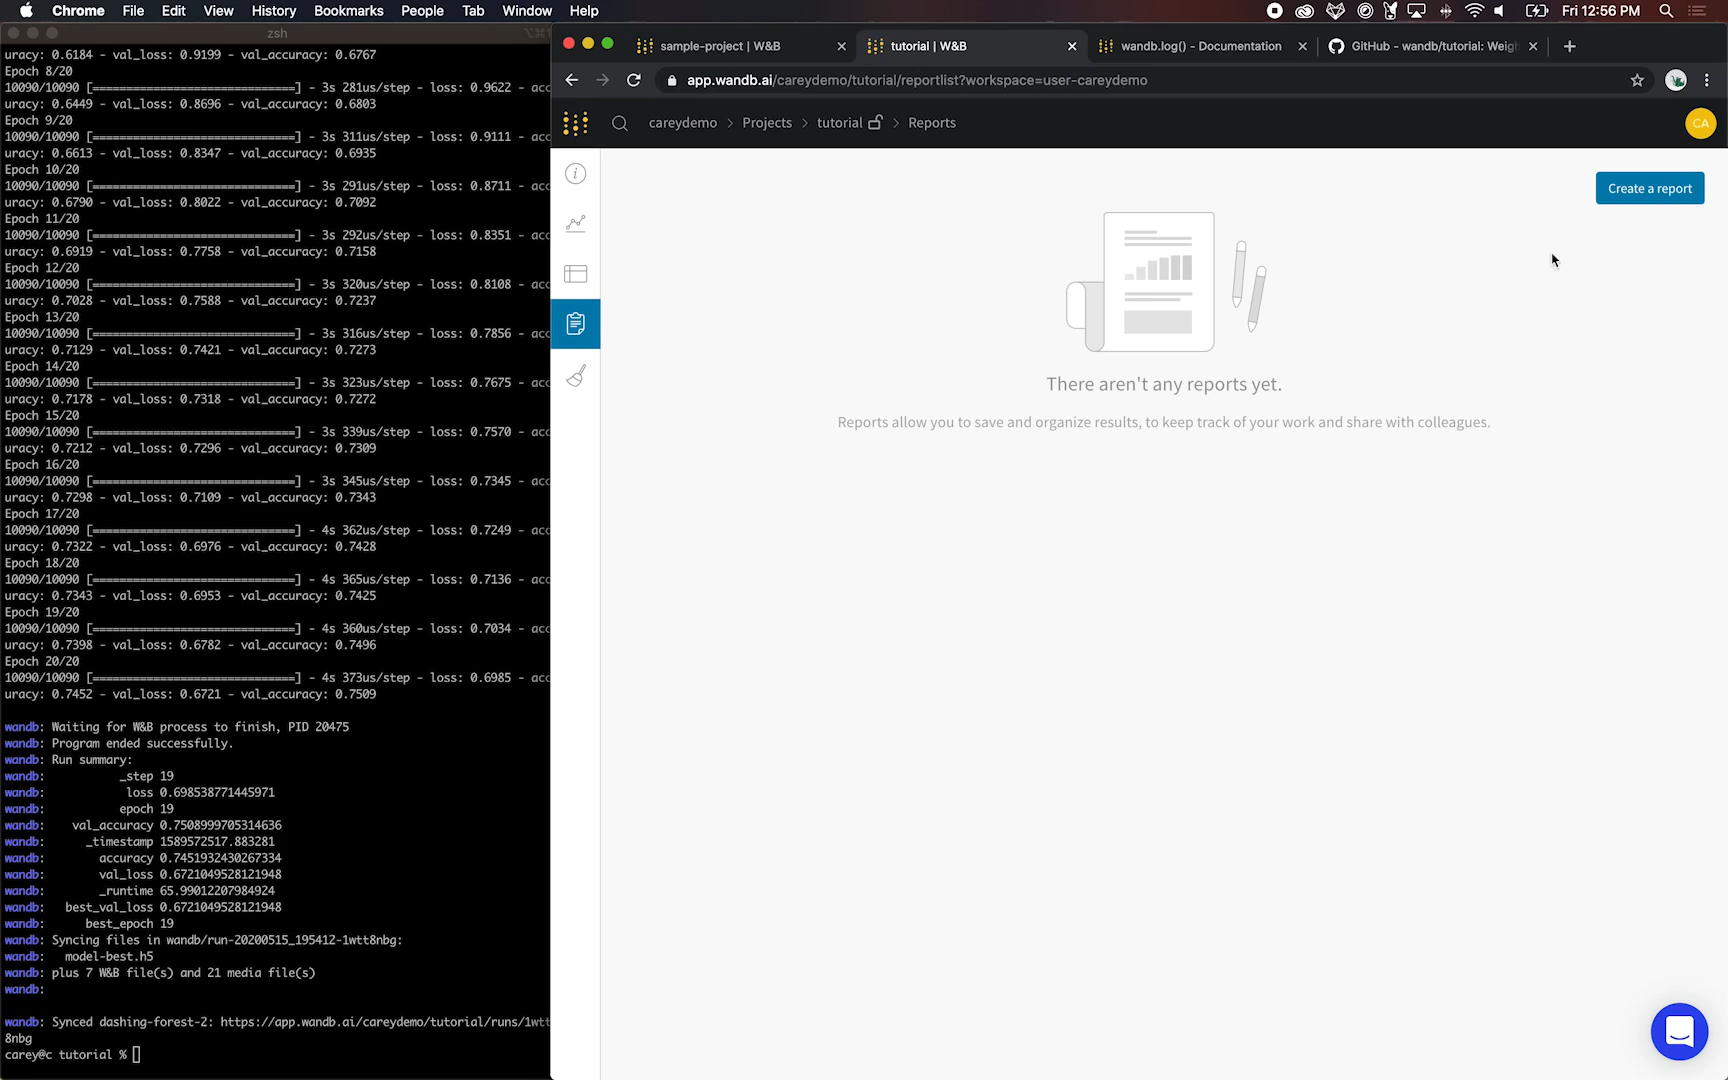 Chrome File Edit View History Bookmarks People Tab Window Help
Fri 12:56 PM
zsh
uracy: 0.6184 - val_loss: 0.9199 - val_accuracy: 0.6767
Epoch 8/20
10090/10090 [==============================] - 3s 281us/step - loss: 0.9622 - acc
uracy: 0.6449 - val_loss: 0.8696 - val_accuracy: 0.6803
Epoch 9/20
10090/10090 [==============================] - 3s 311us/step - loss: 0.9111 - acc
uracy: 0.6613 - val_loss: 0.8347 - val_accuracy: 0.6935
Epoch 10/20
10090/10090 [==============================] - 3s 291us/step - loss: 0.8711 - acc
uracy: 0.6790 - val_loss: 0.8022 - val_accuracy: 0.7092
Epoch 11/20
10090/10090 [==============================] - 3s 292us/step - loss: 0.8351 - acc
uracy: 0.6919 - val_loss: 0.7758 - val_accuracy: 0.7158
Epoch 12/20
10090/10090 [==============================] - 3s 320us/step - loss: 0.8108 - acc
uracy: 0.7028 - val_loss: 0.7588 - val_accuracy: 0.7237
Epoch 13/20
10090/10090 [==============================] - 3s 316us/step - loss: 0.7856 - acc
uracy: 0.7129 - val_loss: 0.7421 - val_accuracy: 0.7273
Epoch 14/20
10090/10090 [==============================] - 3s 323us/step - loss: 0.7675 - acc
uracy: 0.7178 - val_loss: 0.7318 - val_accuracy: 0.7272
Epoch 15/20
10090/10090 [==============================] - 3s 339us/step - loss: 0.7570 - acc
uracy: 0.7212 - val_loss: 0.7296 - val_accuracy: 0.7309
Epoch 16/20
10090/10090 [==============================] - 3s 345us/step - loss: 0.7345 - acc
uracy: 0.7298 - val_loss: 0.7109 - val_accuracy: 0.7343
Epoch 17/20
10090/10090 [==============================] - 4s 362us/step - loss: 0.7249 - acc
uracy: 0.7322 - val_loss: 0.6976 - val_accuracy: 0.7428
Epoch 18/20
10090/10090 [==============================] - 4s 365us/step - loss: 0.7136 - acc
uracy: 0.7343 - val_loss: 0.6953 - val_accuracy: 0.7425
Epoch 19/20
10090/10090 [==============================] - 4s 360us/step - loss: 0.7034 - acc
uracy: 0.7398 - val_loss: 0.6782 - val_accuracy: 0.7496
Epoch 20/20
10090/10090 [==============================] - 4s 373us/step - loss: 0.6985 - acc
uracy: 0.7452 - val_loss: 0.6721 - val_accuracy: 0.7509
wandb: Waiting for W&B process to finish, PID 20475
wandb: Program ended successfully.
wandb: Run summary:
wandb: _step 19
wandb: loss 0.698538771445971
wandb: epoch 19
wandb: val_accuracy 0.7508999705314636
wandb: _timestamp 1589572517.883281
wandb: accuracy 0.7451932430267334
wandb: val_loss 0.6721049528121948
wandb: _runtime 65.99012207984924
wandb: best_val_loss 0.6721049528121948
wandb: best_epoch 19
wandb: Syncing files in wandb/run-20200515_195412-1wtt8nbg:
wandb: model-best.h5
wandb: plus 7 W&B file(s) and 21 media file(s)
wandb:
wandb: Synced dashing-forest-2: https://app.wandb.ai/careydemo/tutorial/runs/1wtt
8nbg
carey@c tutorial %
sample-project | W&B
tutorial | W&B
wandb.log() - Documentation
GitHub - wandb/tutorial: Weig
app.wandb.ai/careydemo/tutorial/reportlist?workspace=user-careydemo
careydemo > Projects > tutorial > Reports
CA
Create a report
There aren't any reports yet.
Reports allow you to save and organize results, to keep track of your work and share with colleagues.